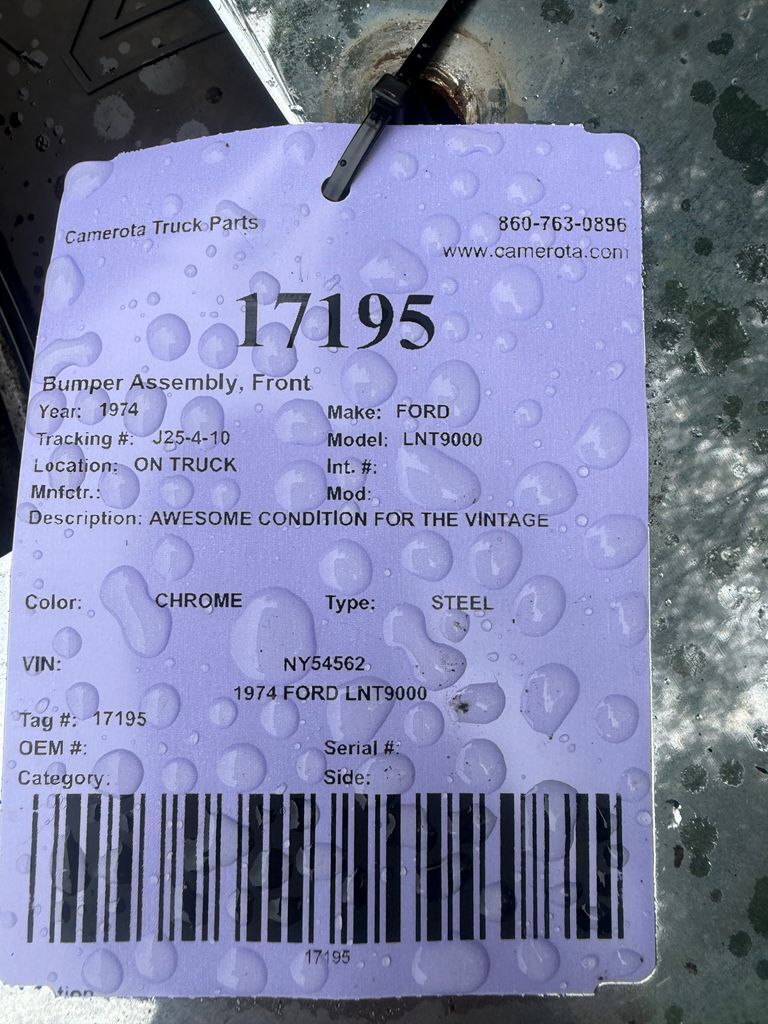 Camerota Truck Parts 860-763-0896
www.camerota.com
17195
Bumper Assembly, Front
Year: 1974 Make: FORD
Tracking #: J25-4-10 Model: LNT9000
Location: ON TRUCK Int. #:
Mnfctr.: Mod:
Description: AWESOME CONDITION FOR THE VINTAGE
Color: CHROME Type: STEEL
VIN: NY54562
1974 FORD LNT9000
Tag #: 17195
OEM #: Serial #:
Category: Side:
17195